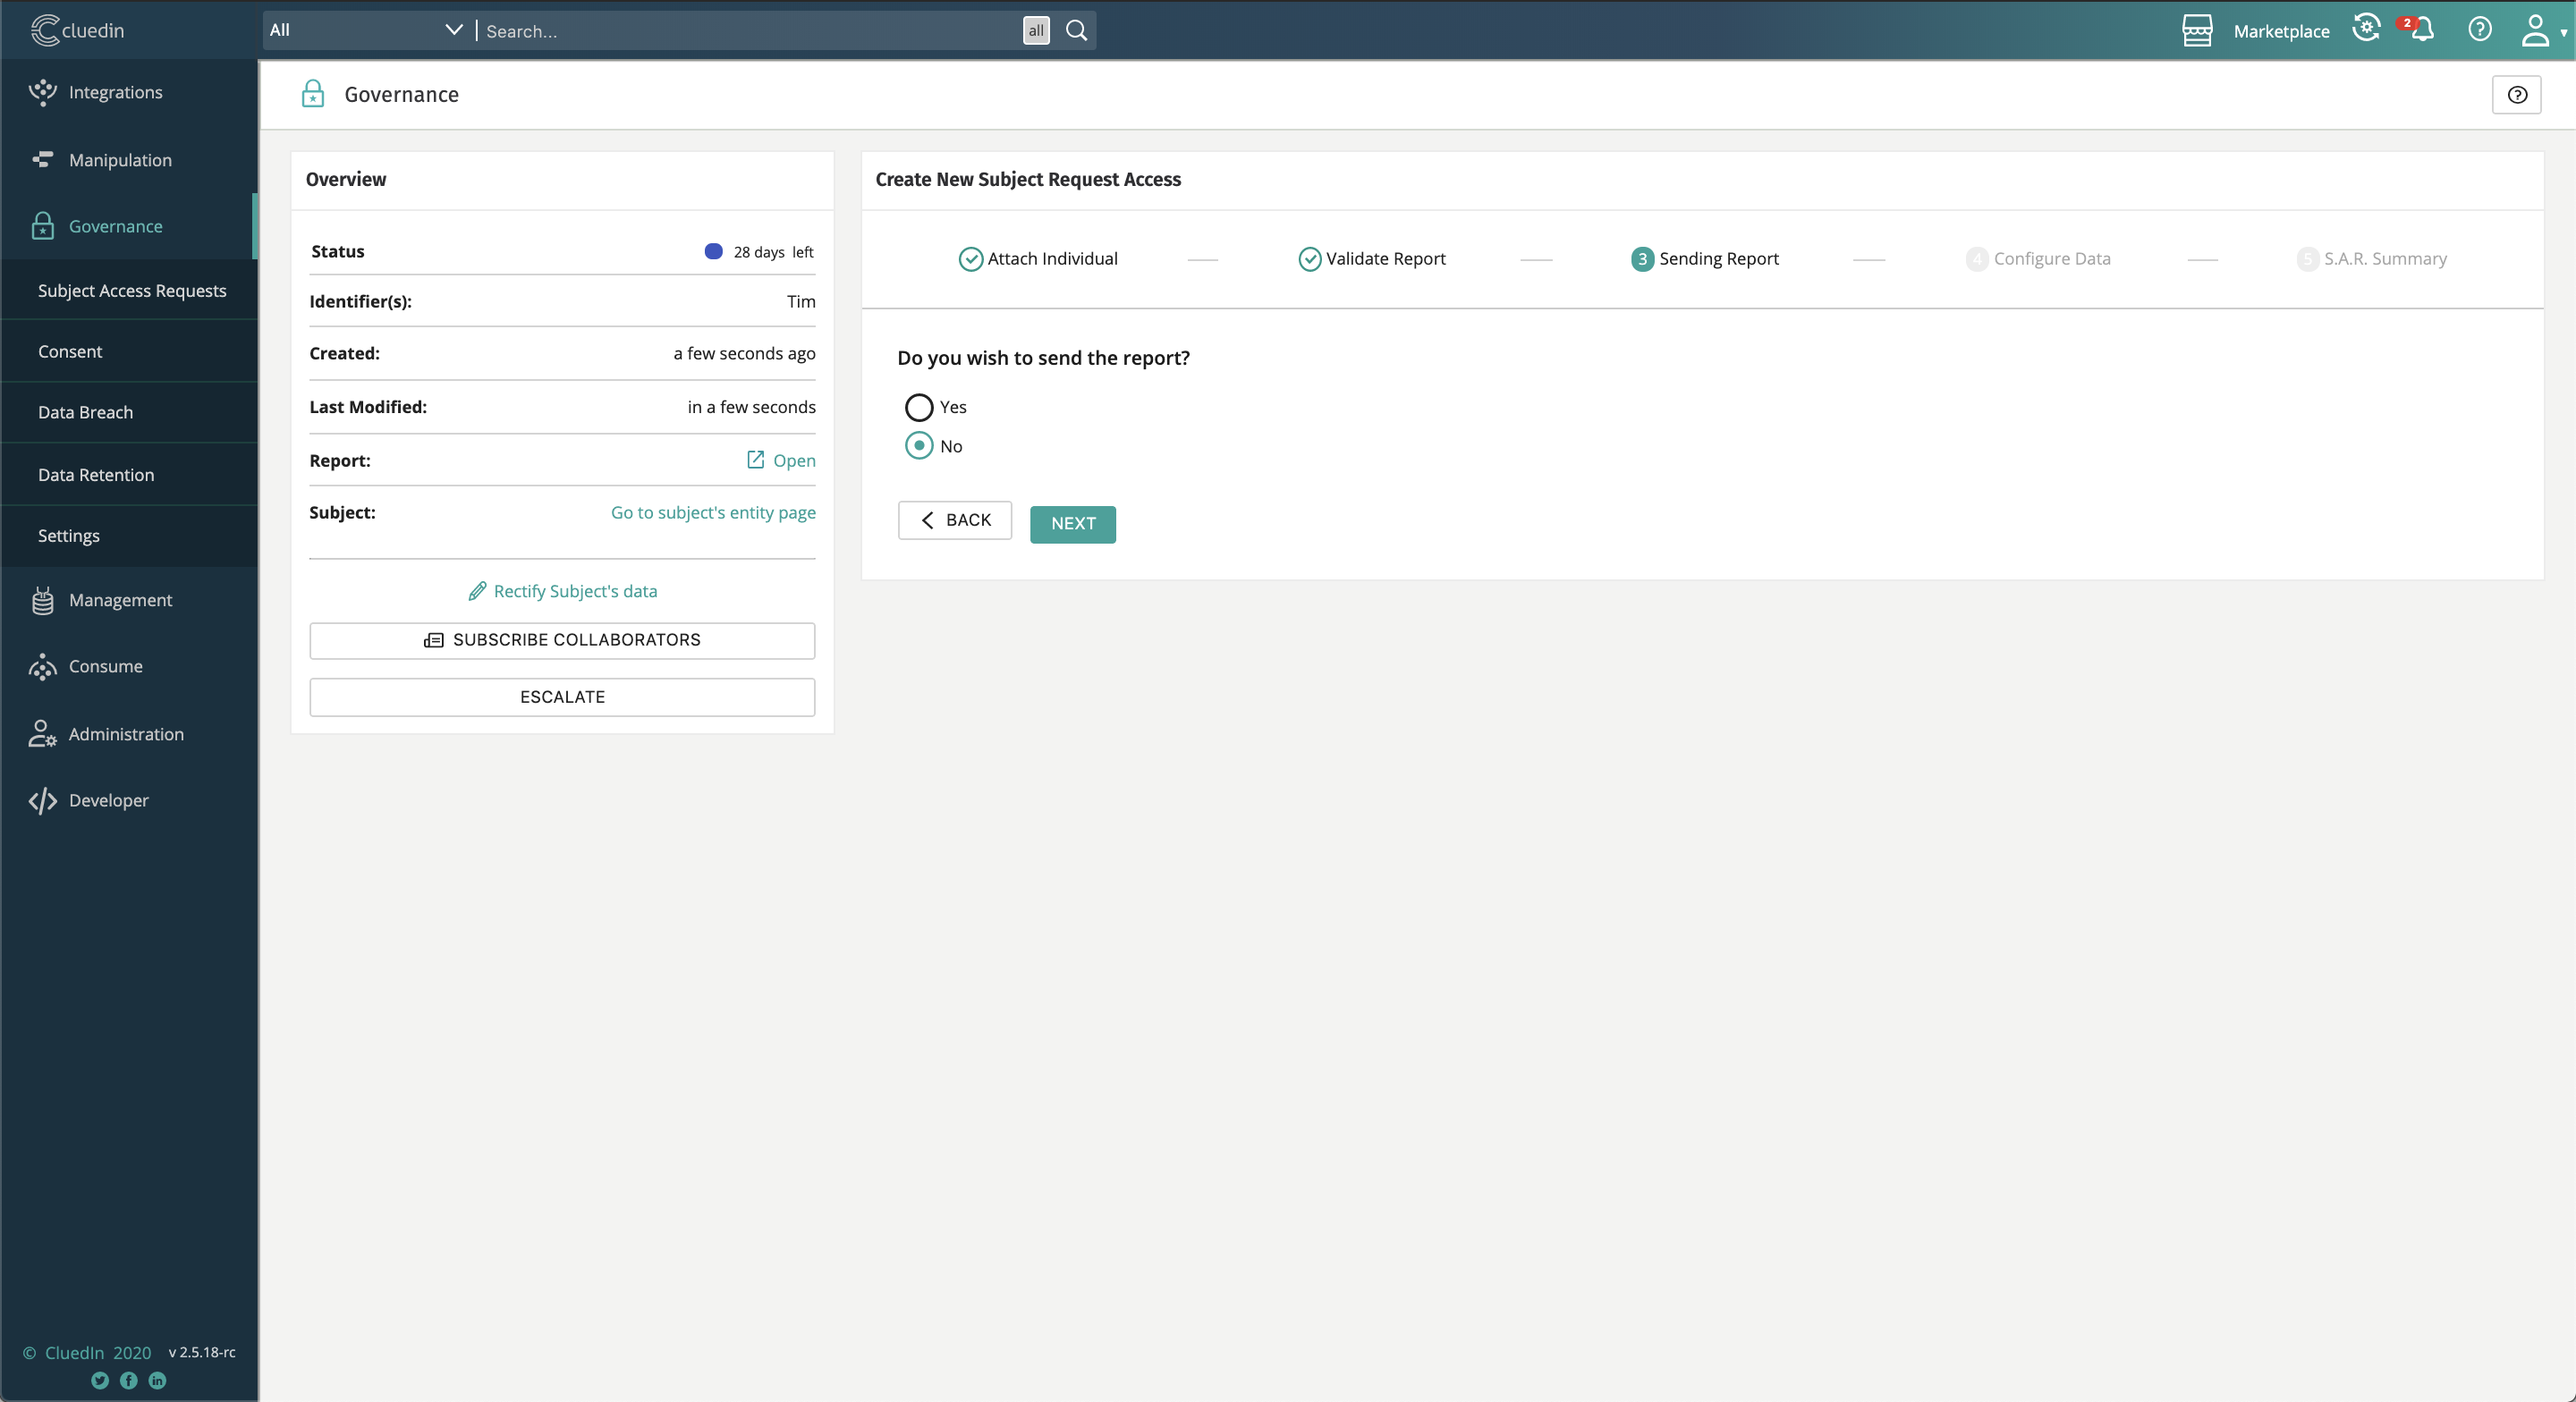 cluedin
All
Search...
all
Marketplace
2
Integrations
Manipulation
Governance
Subject Access Requests
Consent
Data Breach
Data Retention
Settings
Management
Consume
Administration
Developer
© CluedIn 2020 v 2.5.18-rc
Governance
Overview
Status 28 days left
Identifier(s): Tim
Created: a few seconds ago
Last Modified: in a few seconds
Report: Open
Subject: Go to subject's entity page
Rectify Subject's data
SUBSCRIBE COLLABORATORS
ESCALATE
Create New Subject Request Access
Attach Individual Validate Report 3 Sending Report 4 Configure Data 5 S.A.R. Summary
Do you wish to send the report?
Yes
No
BACK NEXT